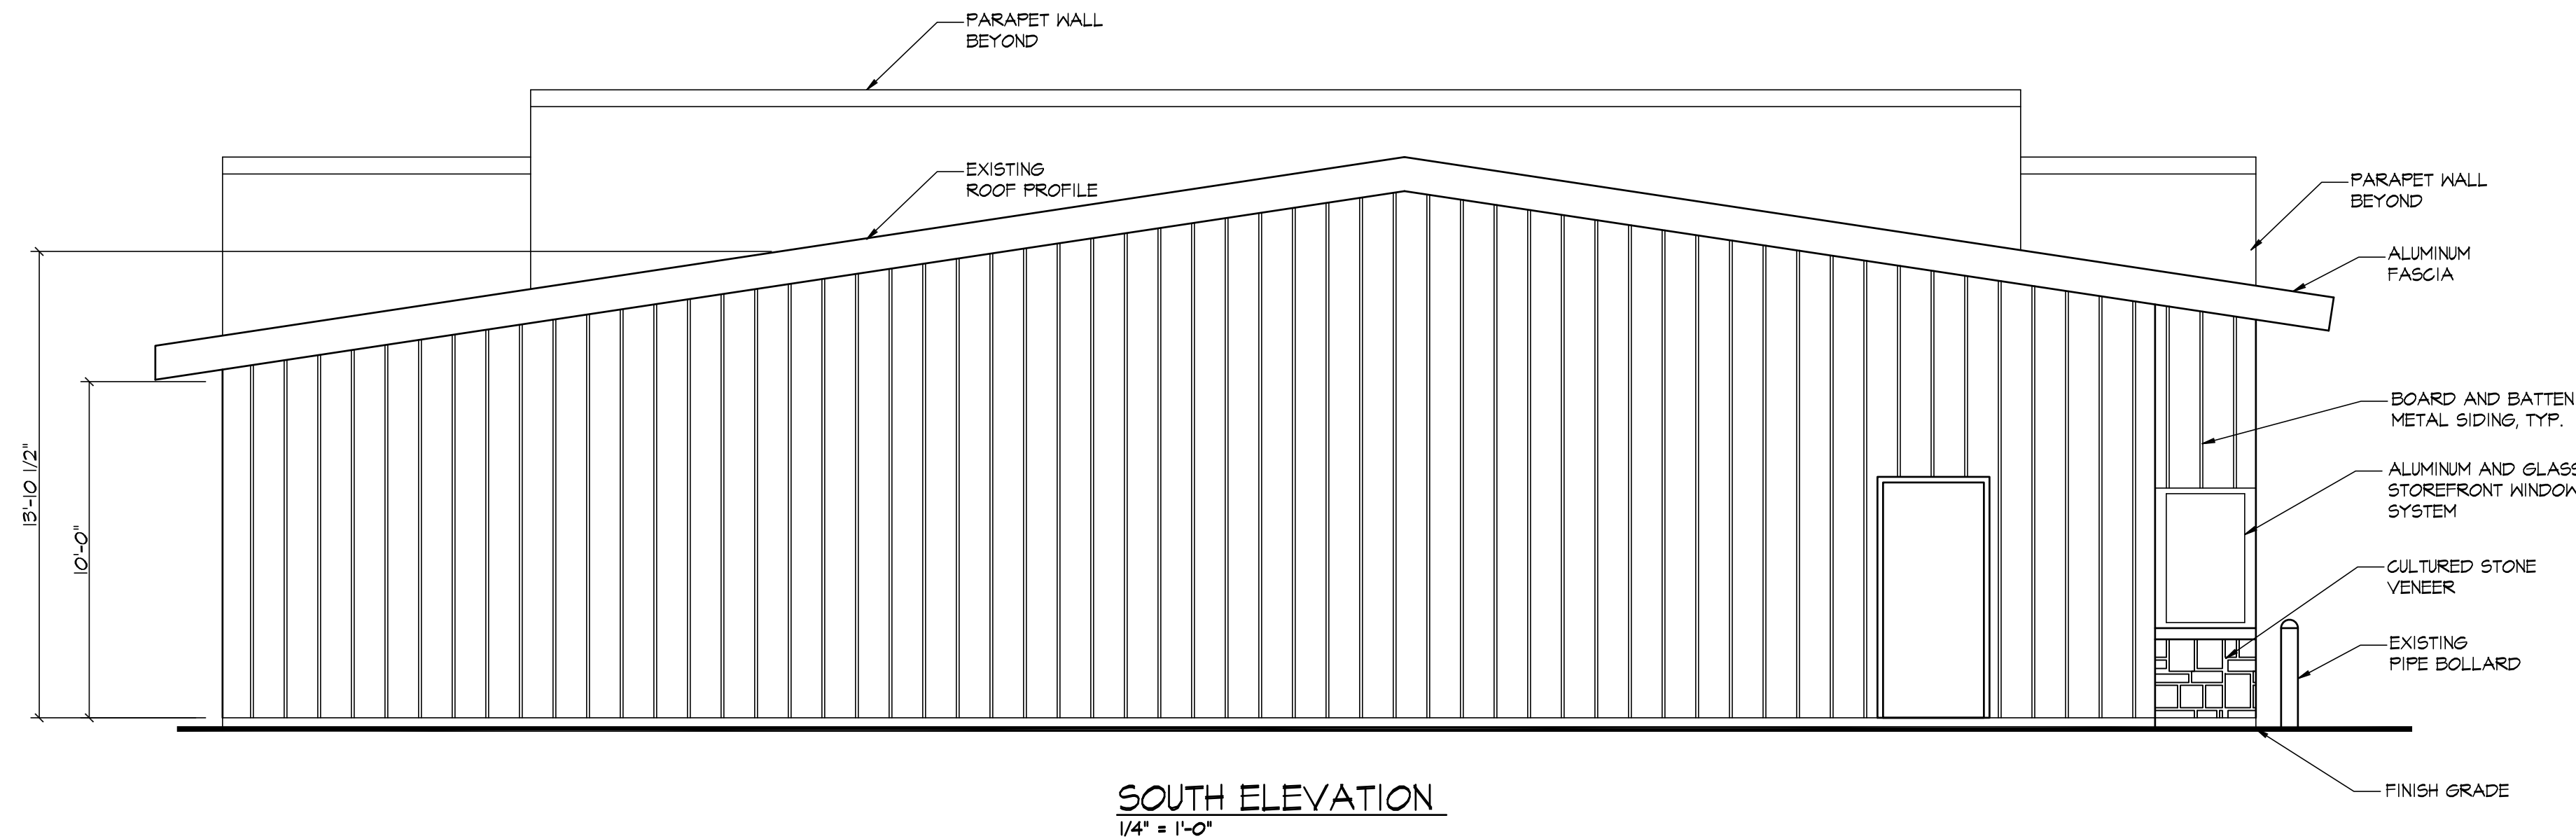 PARAPET WALL
BEYOND
EXISTING
ROOF PROFILE
PARAPET WALL
BEYOND
ALUMINUM
FASCIA
13'-10 1/2"
10'-0"
BOARD AND BATTEN
METAL SIDING, TYP.
ALUMINUM AND GLASS
STOREFRONT WINDOW
SYSTEM
CULTURED STONE
VENEER
EXISTING
PIPE BOLLARD
FINISH GRADE
SOUTH ELEVATION
1/4" = 1'-0"